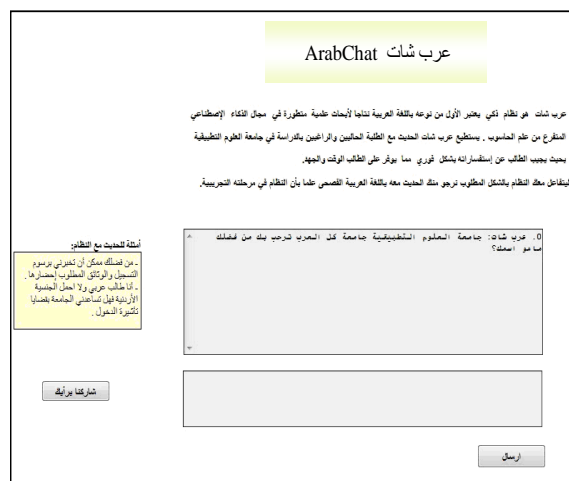 عرب شات ArabChat
عرب شات هو نظام ذكي يعتبر الأول من نوعه باللغة العربية نتاجا لأبحاث علمية متطورة في مجال الذكاء الإصطناعي
المتفرع من علم الحاسوب . يستطيع عرب شات الحديث مع الطلبة الحاليين والراغبين بالدراسة في جامعة العلوم التطبيقية
بحيث يجيب الطالب عن إستفساراته بشكل فوري مما يوفر على الطالب الوقت والجهد.
ليتفاعل معك النظام بالشكل المطلوب نرجو منك الحديث معه باللغة العربية الفصحى علما بأن النظام في مرحلته التجريبية.
0. عرب شات: جامعة العلوم التطبيقية جامعة كل العرب ترحب بك من فضلك
ما هو اسمك؟
أمثلة للحديث مع النظام:
ـ من فضلك ممكن أن تخبرني برسوم
التسجيل والوثائق المطلوب إحضارها .
ـ أنا طالب عربي ولا احمل الجنسية
الأردنية فهل تساعدني الجامعة بقضايا
تأشيرة الدخول .
شاركنا برأيك
ارسال